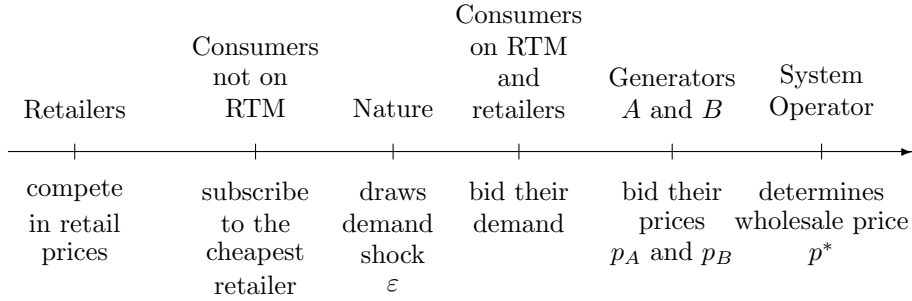 Retailers
compete
in retail
prices
Consumers
not on
RTM
subscribe
to the
cheapest
retailer
Nature
draws
demand
shock
ε
Consumers
on RTM
and
retailers
bid their
demand
Generators
A and B
bid their
prices
p_A and p_B
System
Operator
determines
wholesale price
p*